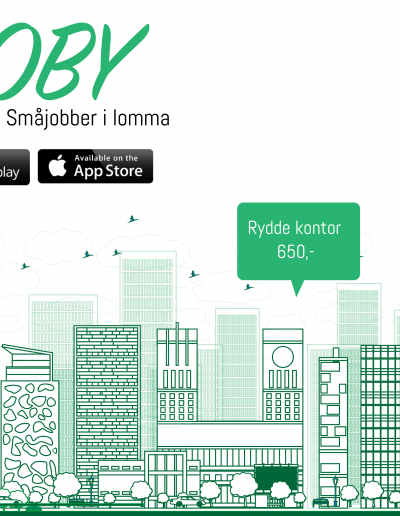 OBY
Småjobber i lomma
play
Available on the
App Store
Rydde kontor
650,-